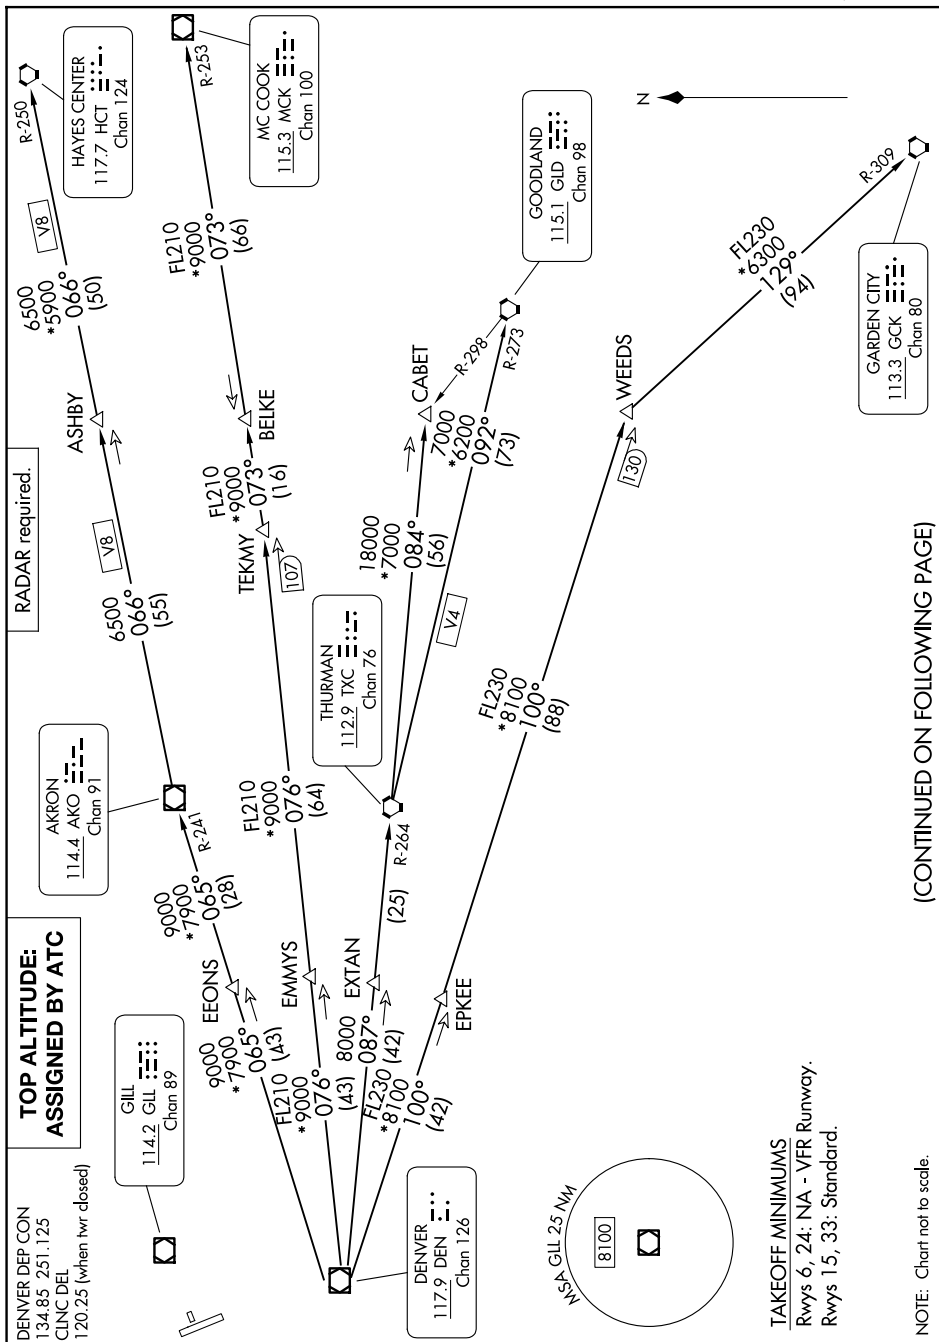 DENVER DEP CON
134.85 251.125
CLNC DEL
120.25 (when twr closed)
TOP ALTITUDE:
ASSIGNED BY ATC
RADAR required.
GILL
114.2 GLL
Chan 89
AKRON
114.4 AKO
Chan 91
HAYES CENTER
117.7 HCT
Chan 124
MC COOK
115.3 MCK
Chan 100
GOODLAND
115.1 GLD
Chan 98
GARDEN CITY
113.3 GCK
Chan 80
THURMAN
112.9 TXC
Chan 76
DENVER
117.9 DEN
Chan 126
9000
*7900
065°
(43)
EEONS
9000
*7900
065°
(28)
R-241
6500
066°
(55)
V8
ASHBY
6500
*5900
066°
(50)
V8
R-250
FL210
*9000
076°
(43)
EMMYS
FL210
*9000
076°
(64)
107
TEKMY
FL210
*9000
073°
(16)
BELKE
FL210
*9000
073°
(66)
R-253
8000
087°
(42)
EXTAN
(25)
R-264
18000
*7000
084°
(56)
CABET
R-298
V4
7000
*6200
092°
(73)
R-273
FL230
*8100
100°
(42)
EPKEE
FL230
*8100
100°
(88)
130
WEEDS
FL230
*6300
129°
(94)
R-309
N
MSA GLL 25 NM
8100
TAKEOFF MINIMUMS
Rwys 6, 24: NA - VFR Runway.
Rwys 15, 33: Standard.
NOTE: Chart not to scale.
(CONTINUED ON FOLLOWING PAGE)